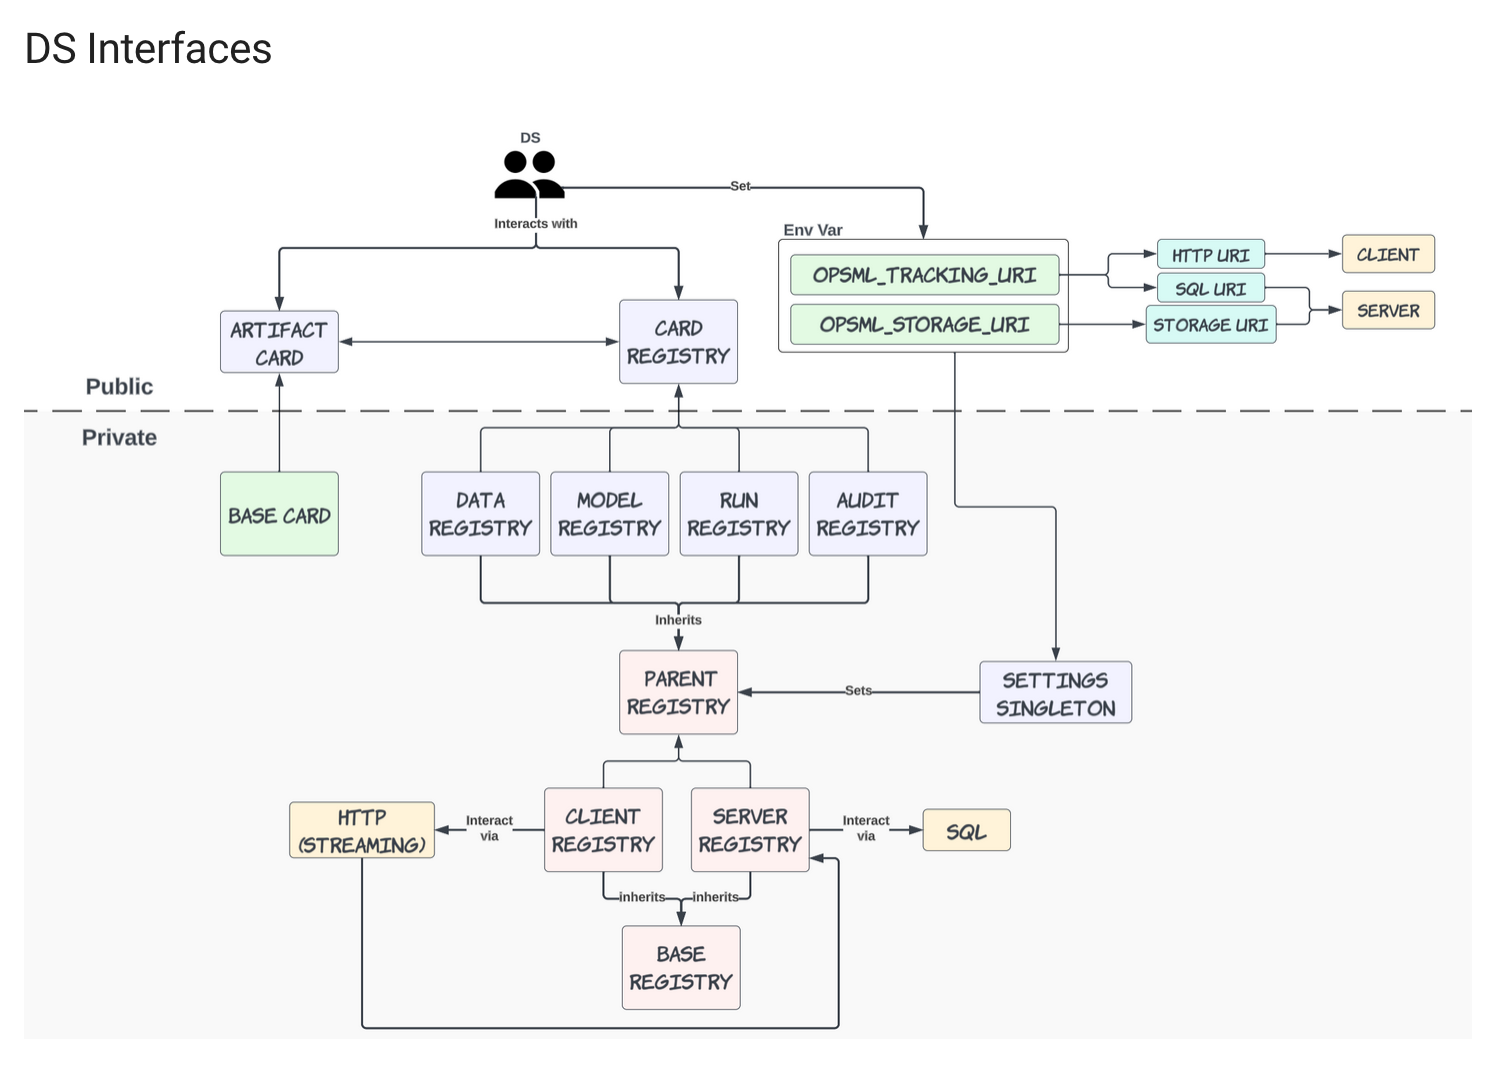 DS Interfaces
DS
Set
Interacts with
Env Var
OPSML_TRACKING_URI
OPSML_STORAGE_URI
HTTP URI
SQL URI
STORAGE URI
CLIENT
SERVER
ARTIFACT
CARD
CARD
REGISTRY
Public
Private
BASE CARD
DATA
REGISTRY
MODEL
REGISTRY
RUN
REGISTRY
AUDIT
REGISTRY
Inherits
PARENT
REGISTRY
Sets
SETTINGS
SINGLETON
HTTP
(STREAMING)
Interact
via
CLIENT
REGISTRY
SERVER
REGISTRY
Interact
via
SQL
inherits
inherits
BASE
REGISTRY